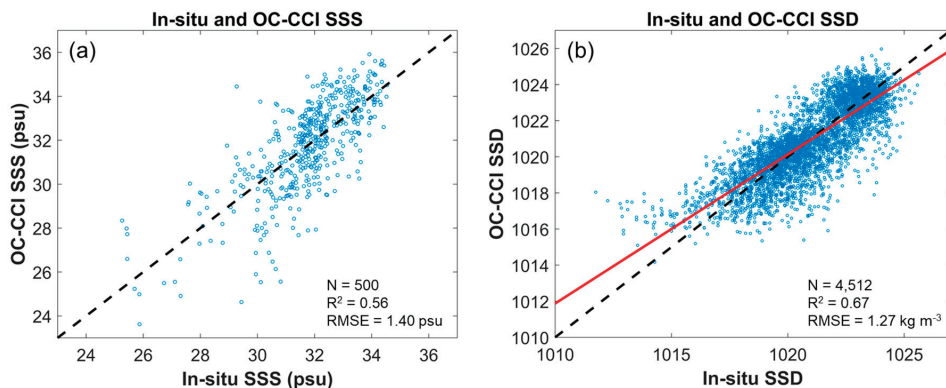 In-situ and OC-CCI SSS
(a)
OC-CCI SSS (psu)
36
34
32
30
28
26
24
24 26 28 30 32 34 36
In-situ SSS (psu)
N = 500
R² = 0.56
RMSE = 1.40 psu
In-situ and OC-CCI SSD
(b)
OC-CCI SSD
1026
1024
1022
1020
1018
1016
1014
1012
1010
1010 1015 1020 1025
In-situ SSD
N = 4,512
R² = 0.67
RMSE = 1.27 kg m⁻³